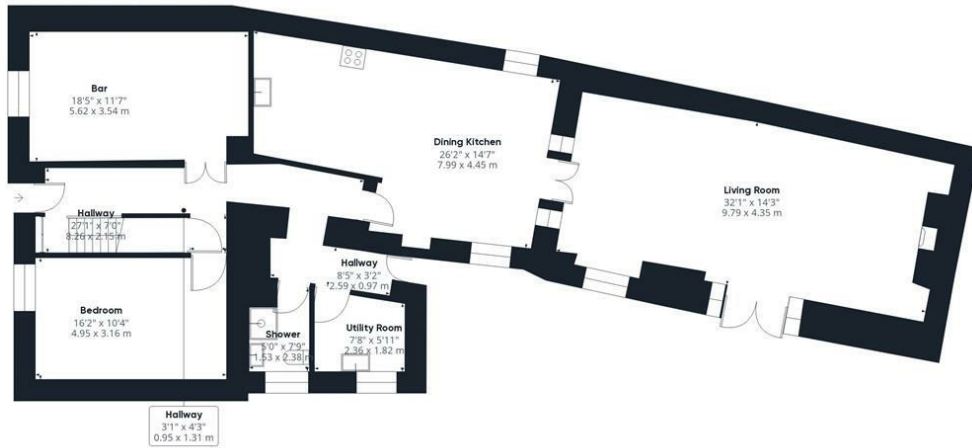 Bar
18'5" x 11'7"
5.62 x 3.54 m
Dining Kitchen
26'2" x 14'7"
7.99 x 4.45 m
Living Room
32'1" x 14'3"
9.79 x 4.35 m
Hallway
27'1" x 7'0"
8.26 x 2.15 m
Hallway
8'5" x 3'2"
2.59 x 0.97 m
Bedroom
16'2" x 10'4"
4.95 x 3.16 m
Shower
5'0" x 7'9"
1.53 x 2.38 m
Utility Room
7'8" x 5'11"
2.36 x 1.82 m
Hallway
3'1" x 4'3"
0.95 x 1.31 m